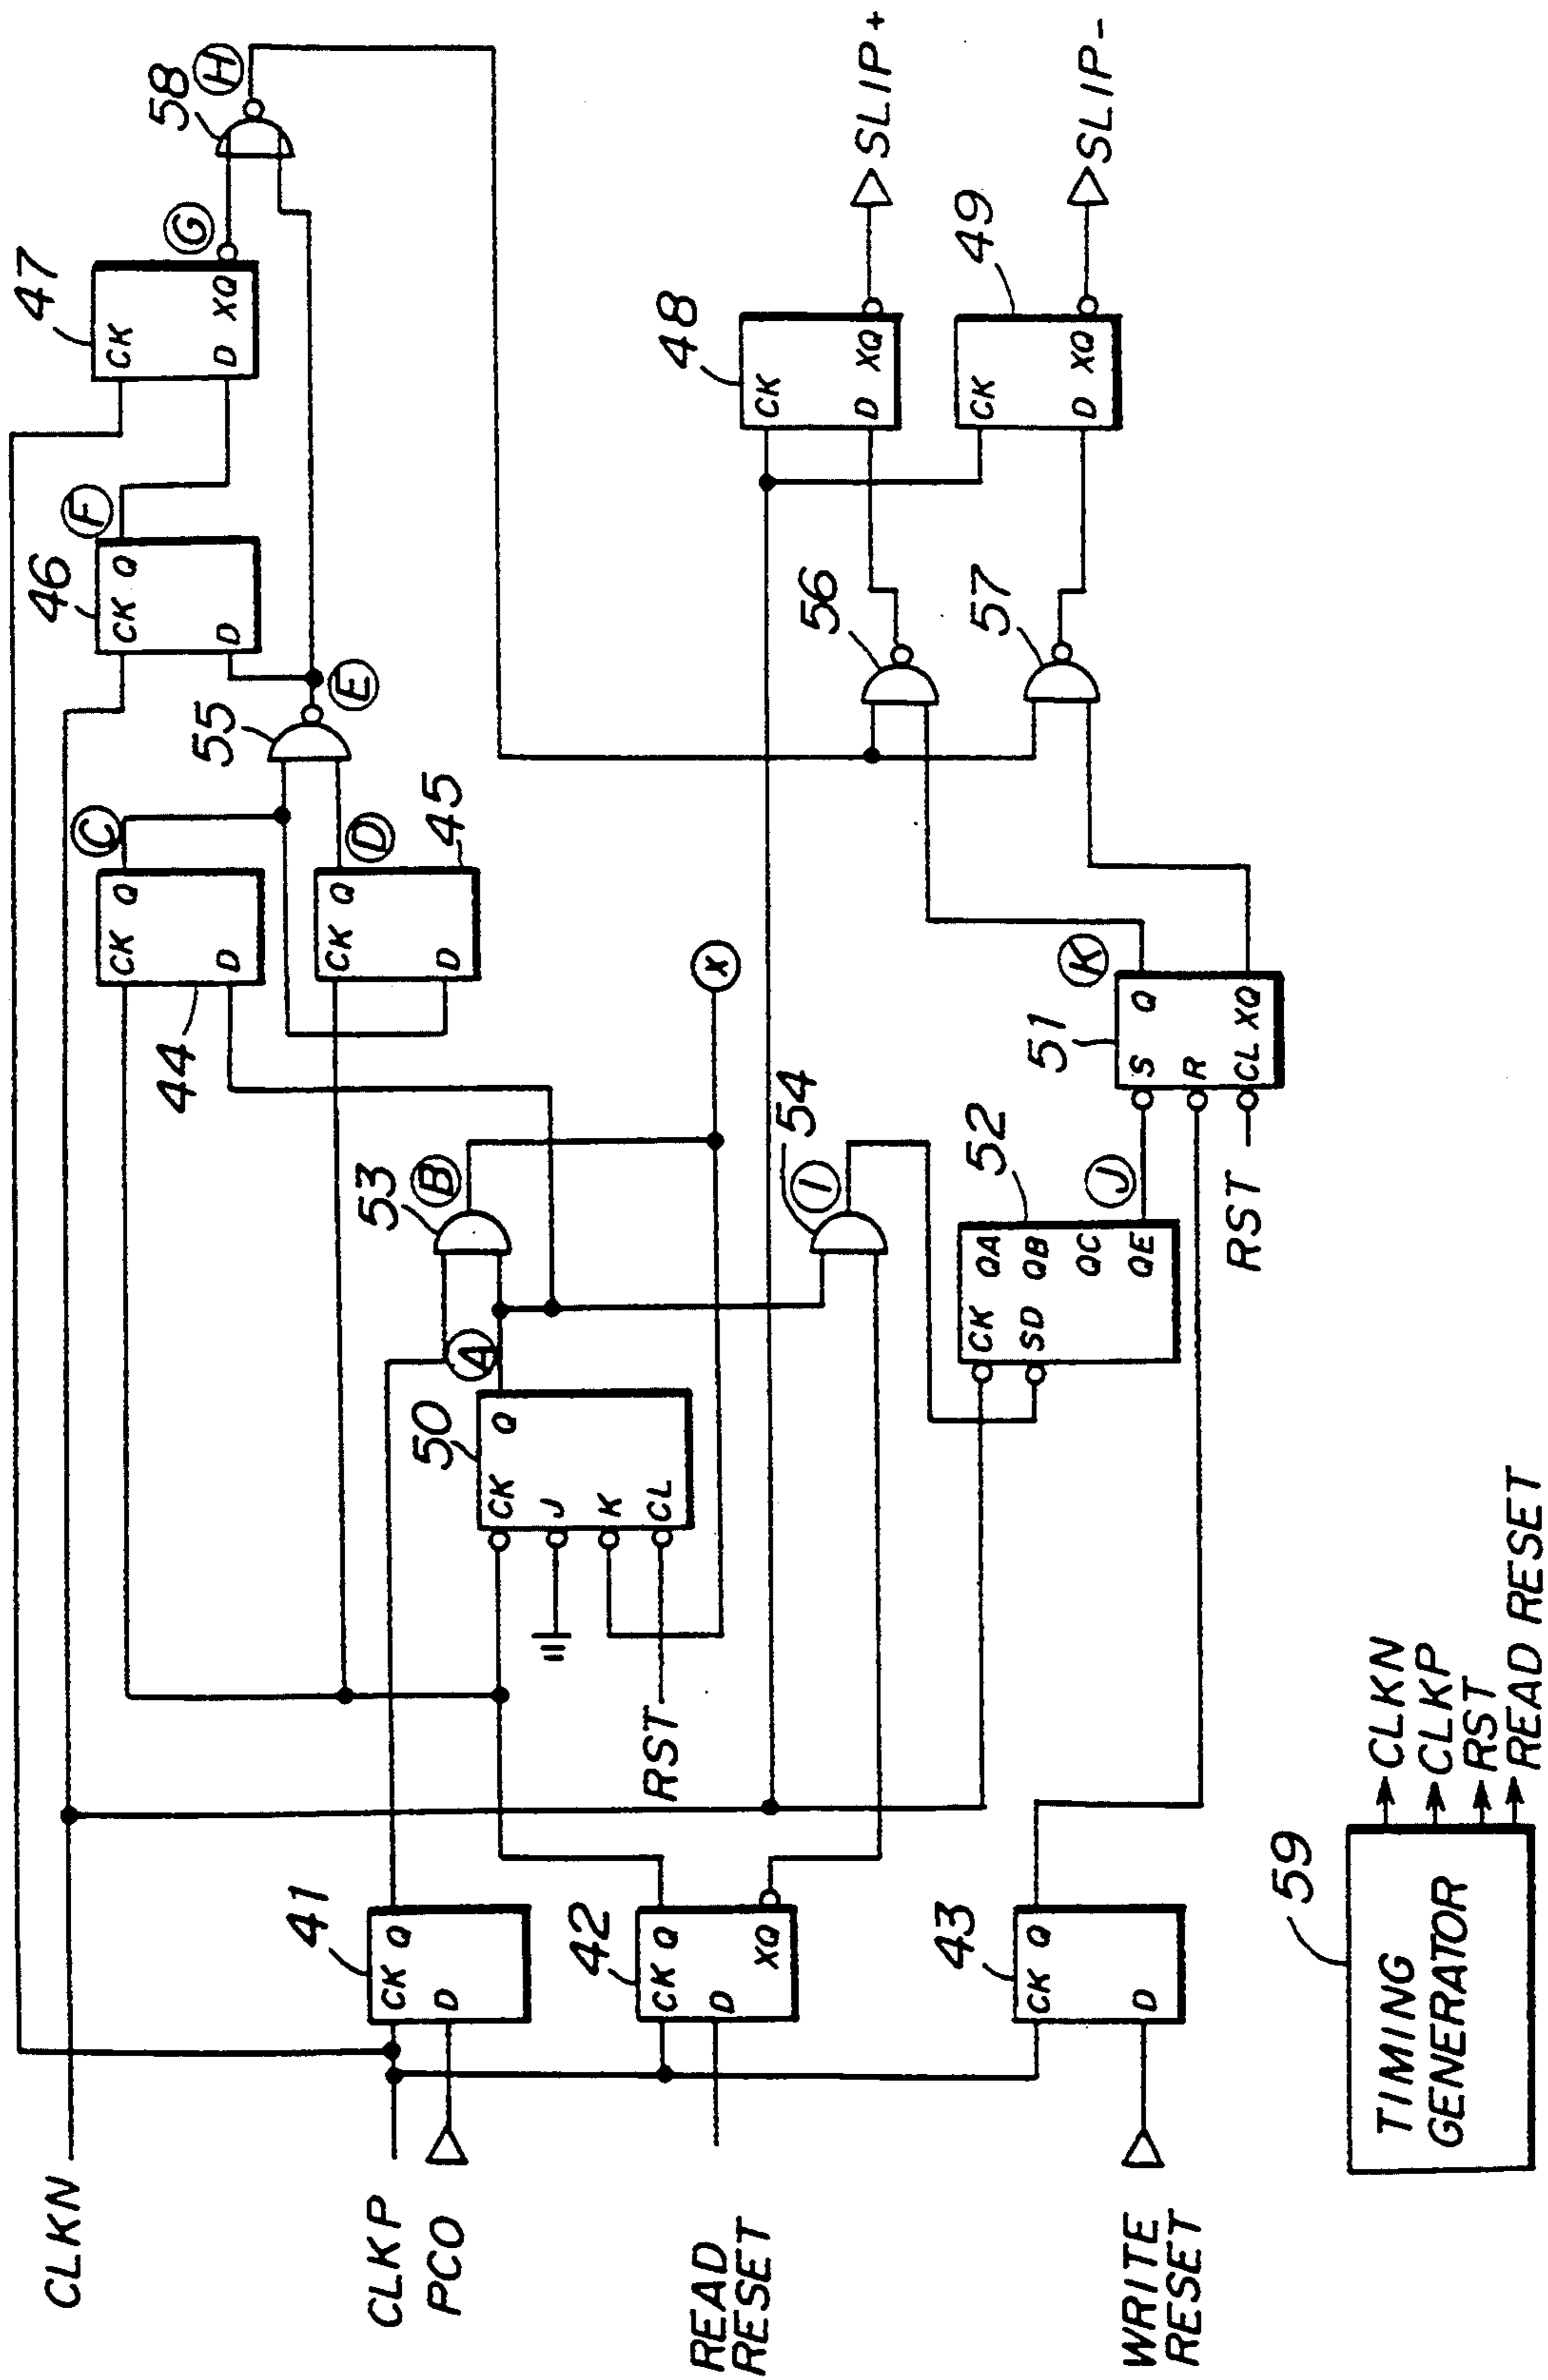 CLKN
CLKP
PCO
READ
RESET
WRITE
RESET
41
CK Q
D
42
CK Q
D
XQ
43
CK Q
D
59
TIMING
GENERATOR
CLKN
CLKP
RST
READ RESET
50
CK Q
J
K
CL
RST
A
53
B
X
54
I
52
CK QA
SD QB
QC
QE
J
51
S Q
R
CL XQ
RST
K
44
CK Q
D
C
45
CK Q
D
D
55
E
46
CK Q
D
F
47
CK
D XQ
G
58
H
56
57
48
CK
D XQ
SLIP+
49
CK
D XQ
SLIP-